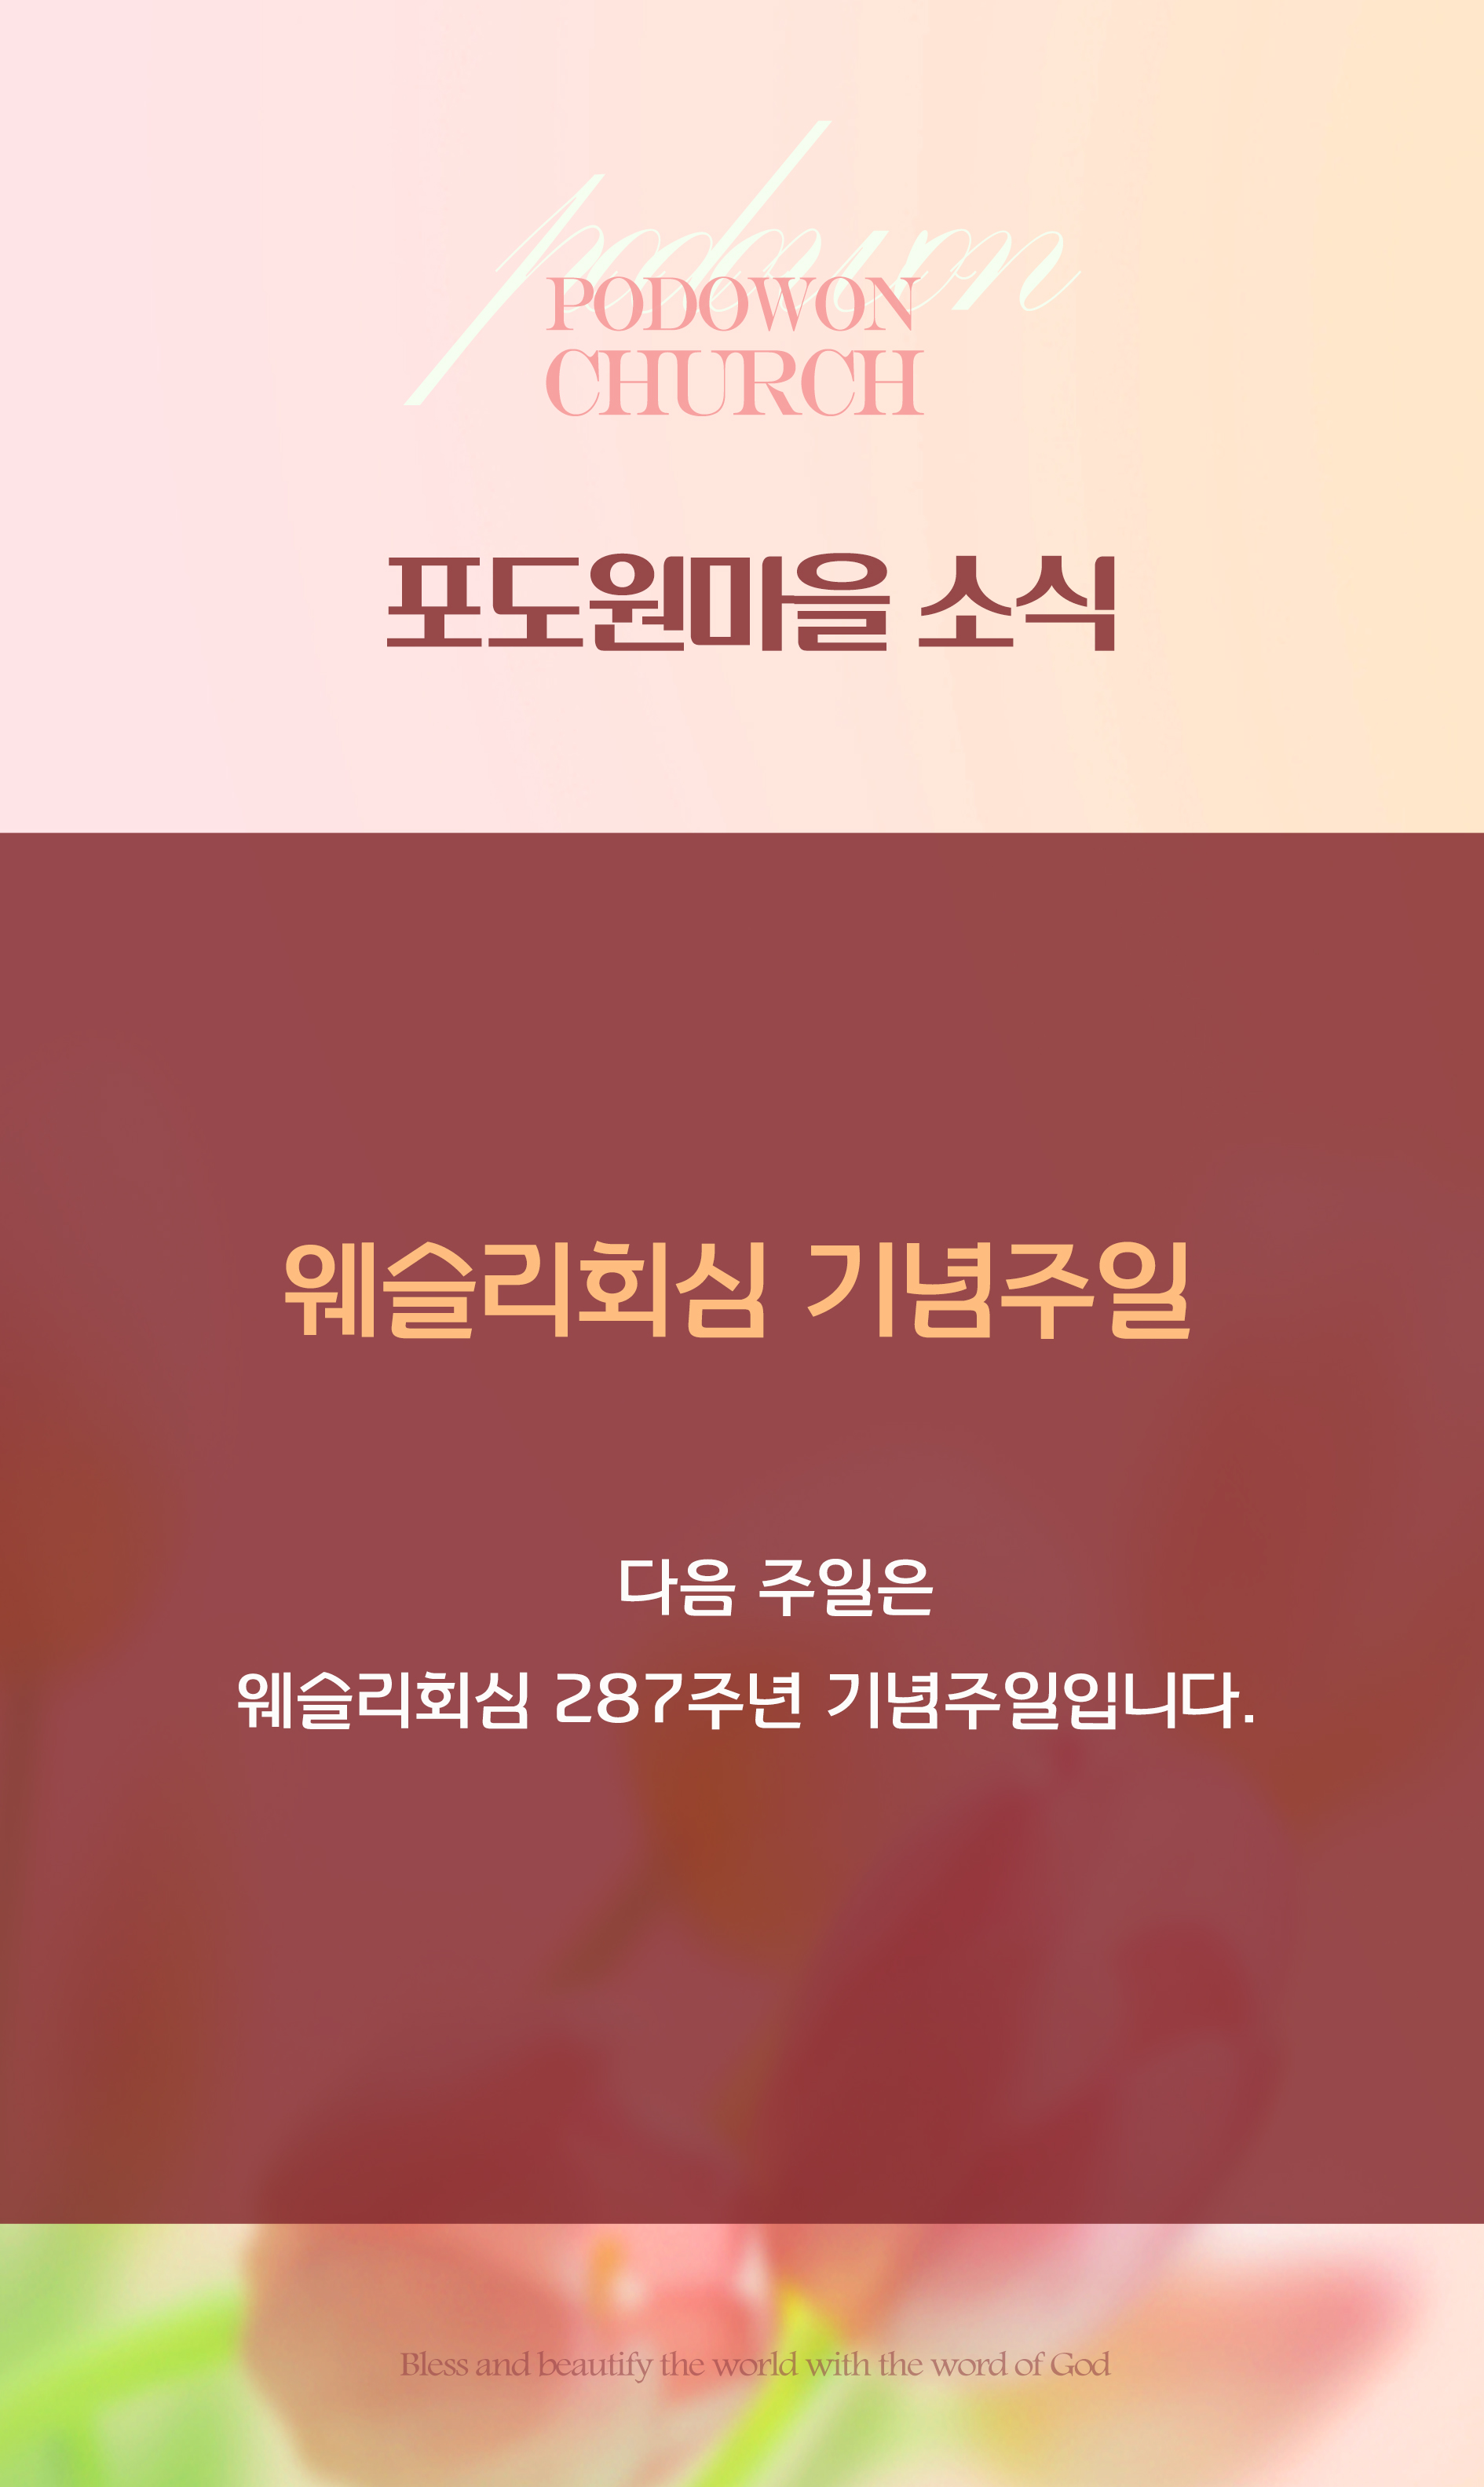 podowon
PODOWON
CHURCH
포도원마을 소식
웨슬리회심 기념주일
다음 주일은
웨슬리회심 287주년 기념주일입니다.
Bless and beautify the world with the word of God